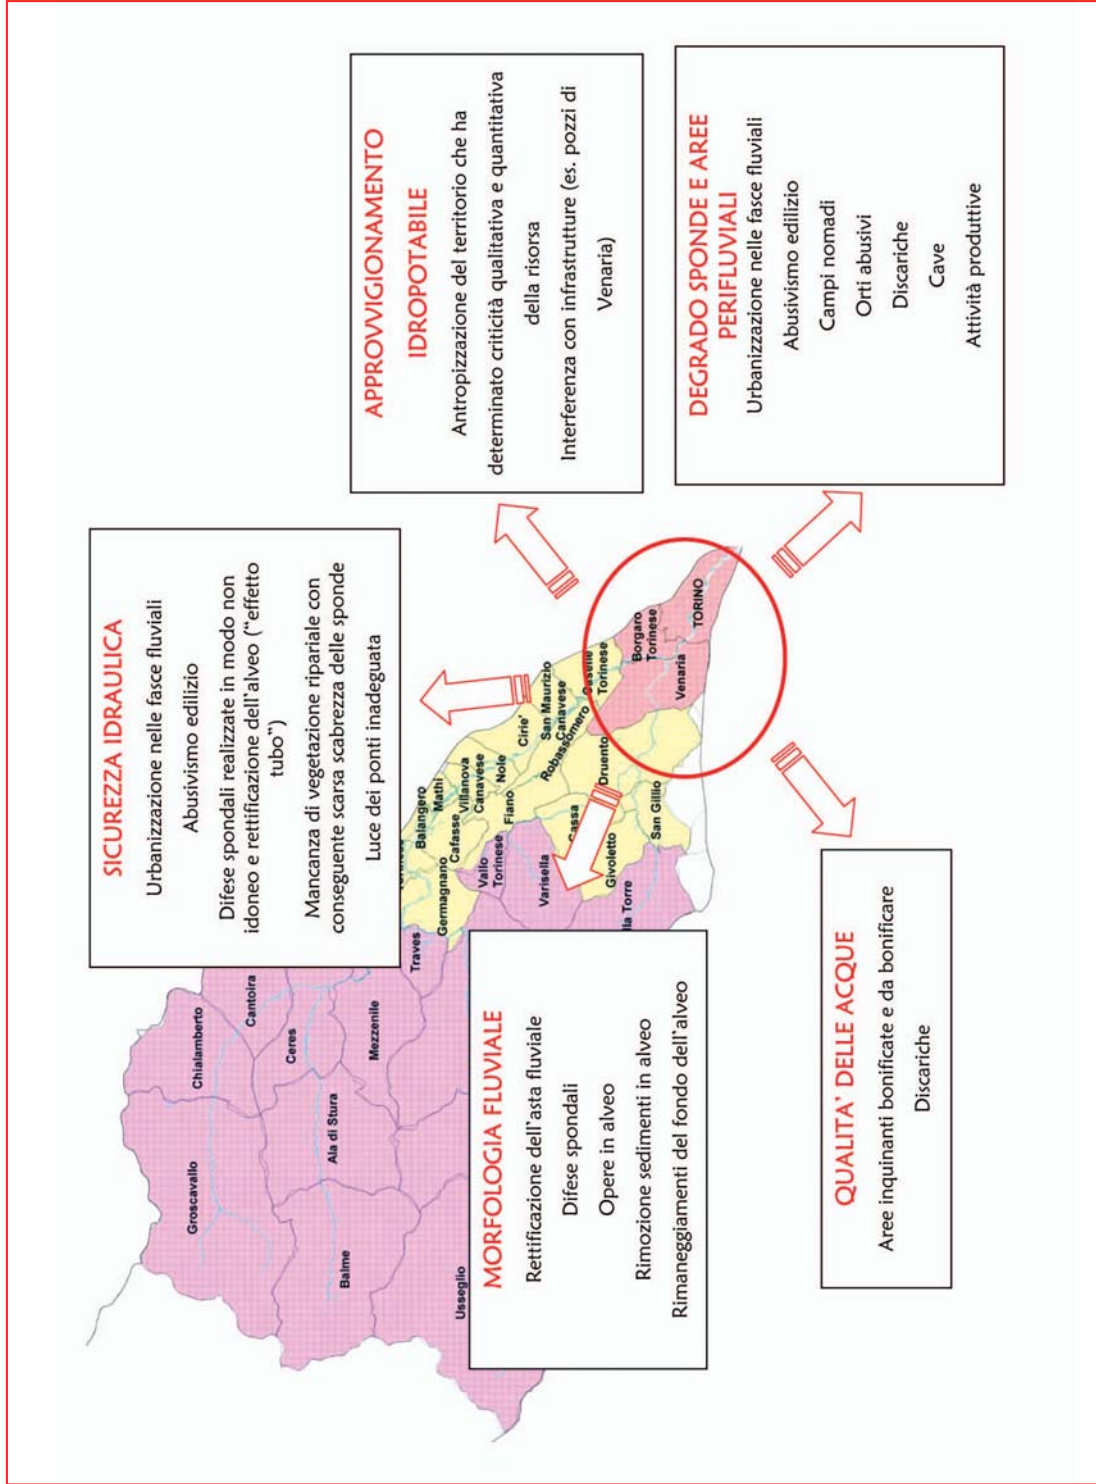 SICUREZZA IDRAULICA
Urbanizzazione nelle fasce fluviali
Abusivismo edilizio
Difese spondali realizzate in modo non
idoneo e rettificazione dell'alveo ("effetto
tubo")
Mancanza di vegetazione ripariale con
conseguente scarsa scabrezza delle sponde
Luce dei ponti inadeguata
APPROVVIGIONAMENTO
IDROPOTABILE
Antropizzazione del territorio che ha
determinato criticità qualitativa e quantitativa
della risorsa
Interferenza con infrastrutture (es. pozzi di
Venaria)
Groscavallo
Chialamberto
Cantoira
Ceres
Ala di Stura
Balme
Mezzenile
Usseglio
Traves
Germagnano
Balangero
Mathi
Cafasse
Villanova
Canavese
Nole
Cirie'
Vallo
Torinese
Fiano
San Maurizio
Canavese
Robassomero
Caselle
Torinese
Varisella
Givoletto
Druento
San Gillio
lla Torre
Borgaro
Torinese
Venaria
TORINO
MORFOLOGIA FLUVIALE
Rettificazione dell'asta fluviale
Difese spondali
Opere in alveo
Rimozione sedimenti in alveo
Rimaneggiamenti del fondo dell'alveo
DEGRADO SPONDE E AREE
PERIFLUVIALI
Urbanizzazione nelle fasce fluviali
Abusivismo edilizio
Campi nomadi
Orti abusivi
Discariche
Cave
Attività produttive
QUALITA' DELLE ACQUE
Aree inquinanti bonificate e da bonificare
Discariche